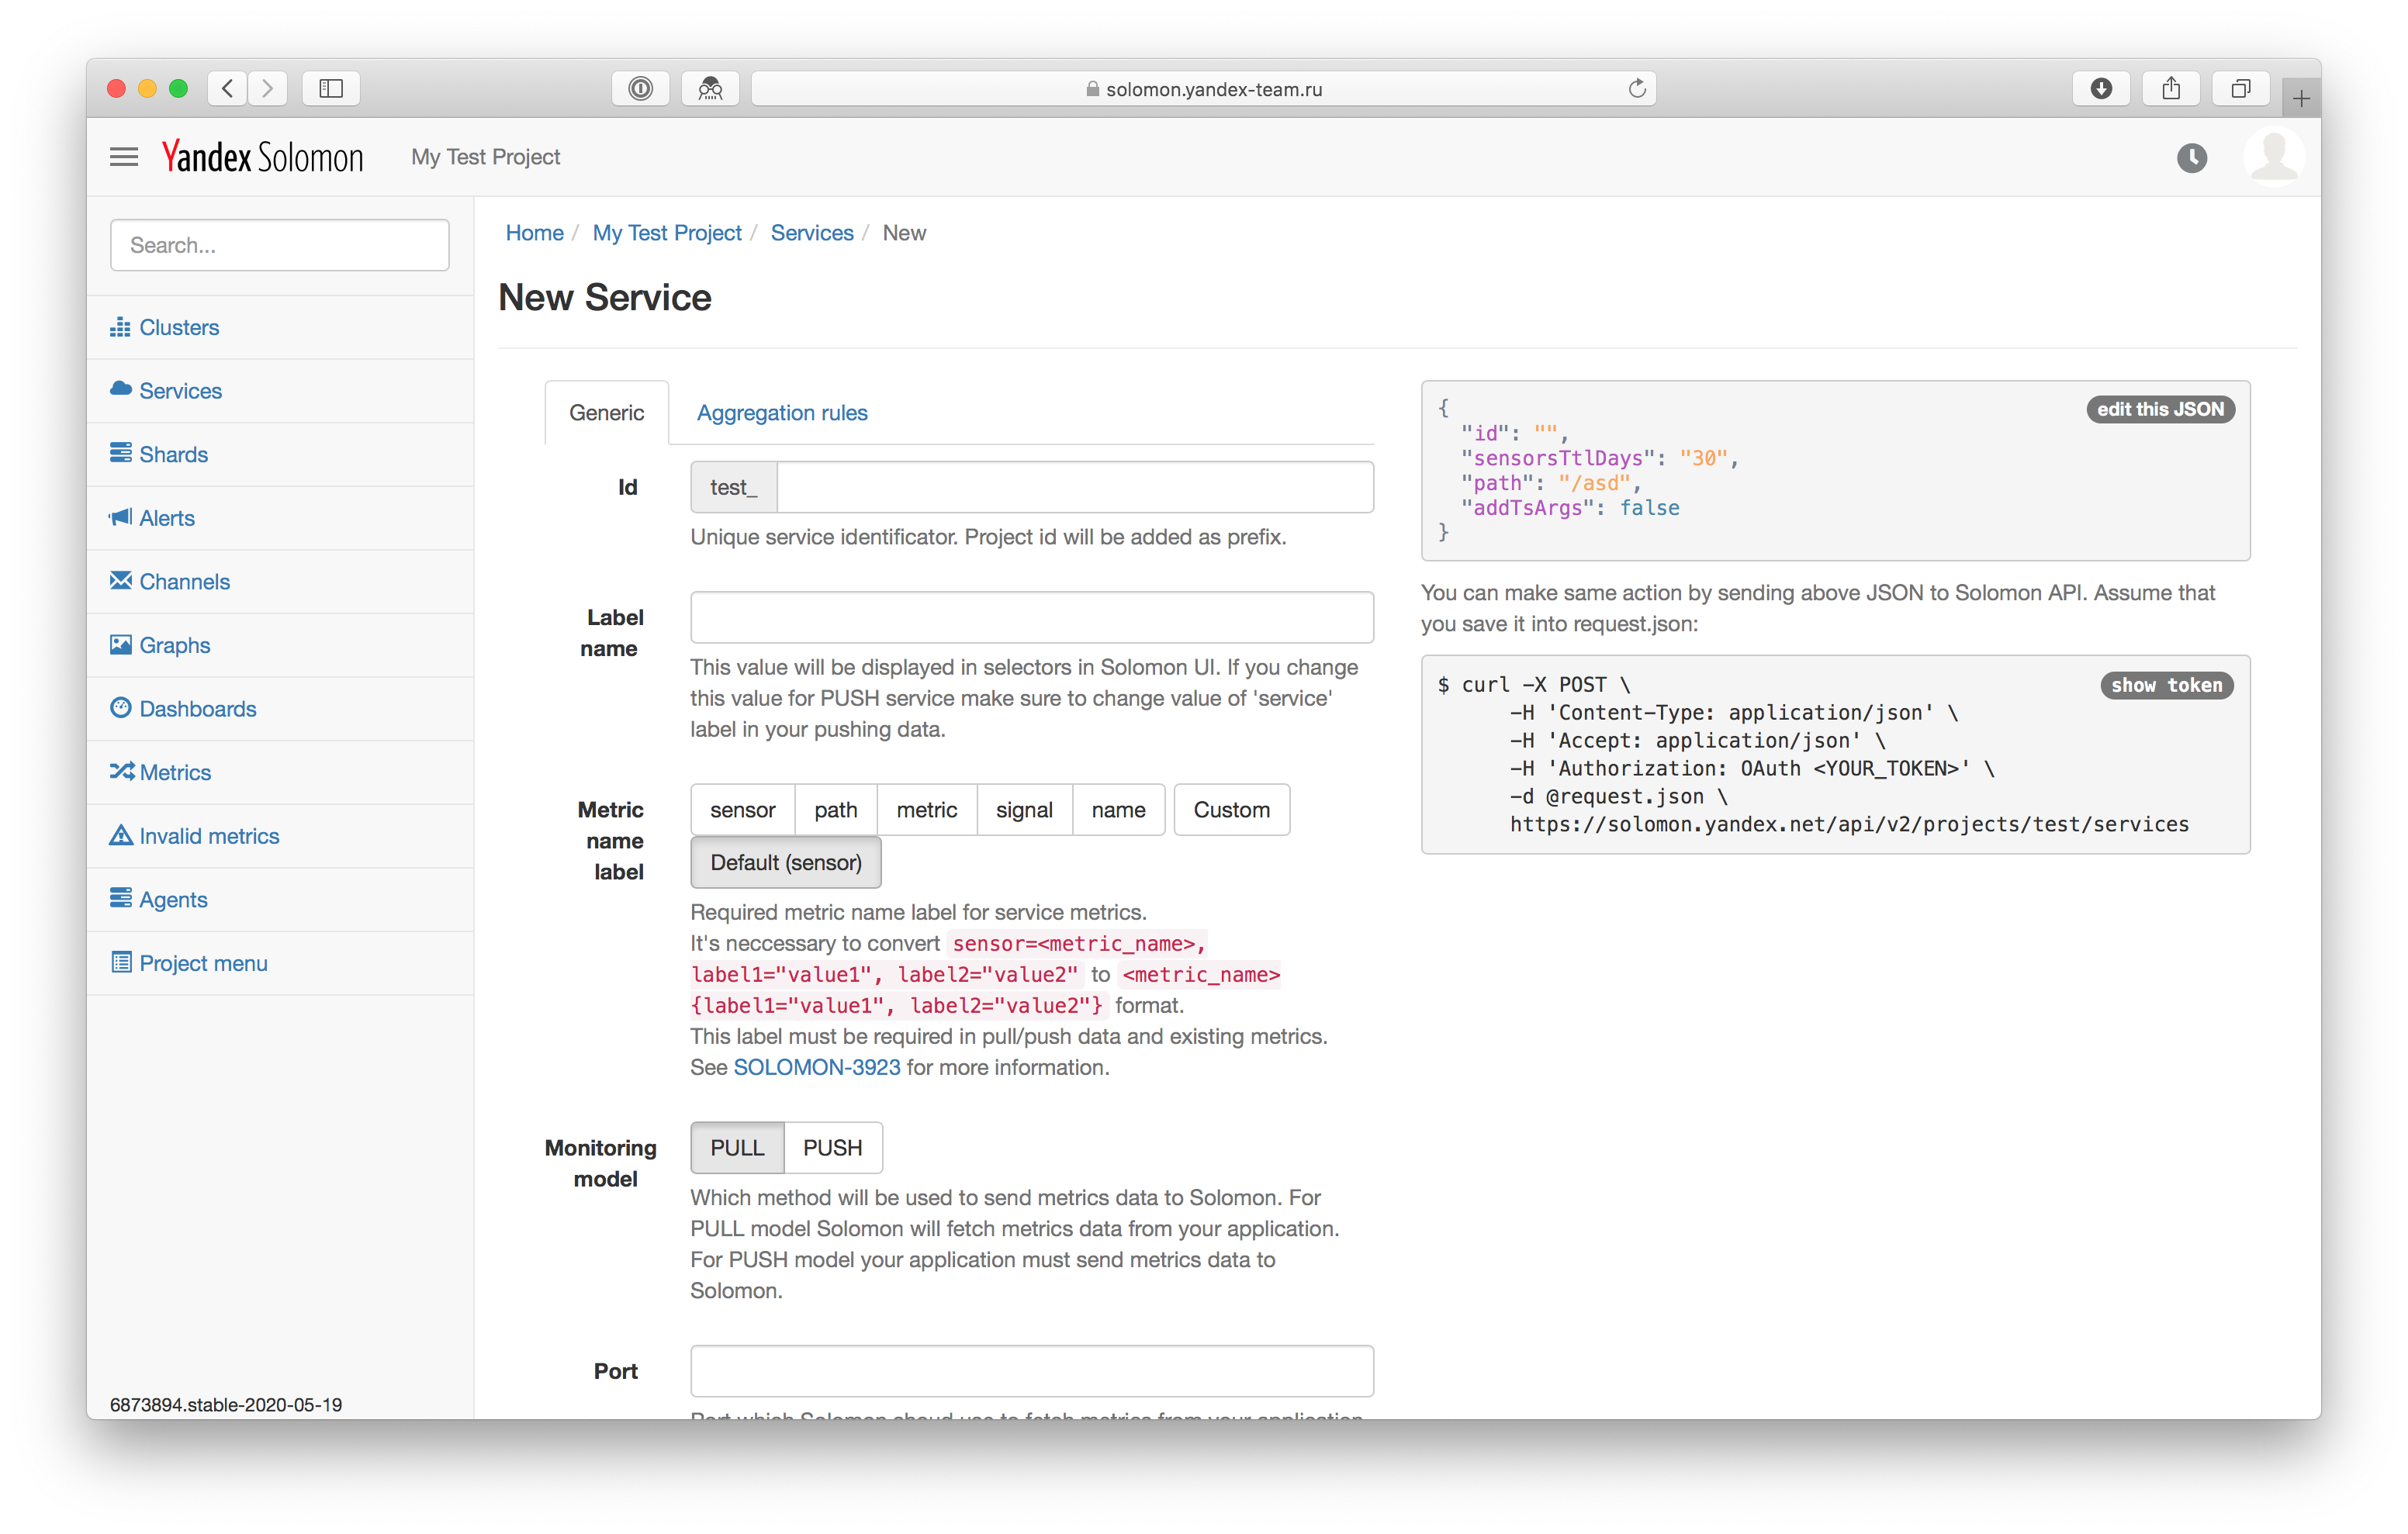 solomon.yandex-team.ru
Yandex Solomon
My Test Project
Search...
Clusters
Services
Shards
Alerts
Channels
Graphs
Dashboards
Metrics
Invalid metrics
Agents
Project menu
6873894.stable-2020-05-19
Home / My Test Project / Services / New
New Service
Generic
Aggregation rules
Id
test_
Unique service identificator. Project id will be added as prefix.
Label
name
This value will be displayed in selectors in Solomon UI. If you change
this value for PUSH service make sure to change value of 'service'
label in your pushing data.
Metric
name
label
sensor path metric signal name Custom
Default (sensor)
Required metric name label for service metrics.
It's neccessary to convert sensor=<metric_name>,
label1="value1", label2="value2" to <metric_name>
{label1="value1", label2="value2"} format.
This label must be required in pull/push data and existing metrics.
See SOLOMON-3923 for more information.
Monitoring
model
PULL PUSH
Which method will be used to send metrics data to Solomon. For
PULL model Solomon will fetch metrics data from your application.
For PUSH model your application must send metrics data to
Solomon.
Port
Port which Solomon shoud use to fetch metrics from your application
{
edit this JSON
"id": "",
"sensorsTtlDays": "30",
"path": "/asd",
"addTsArgs": false
}
You can make same action by sending above JSON to Solomon API. Assume that
you save it into request.json:
$ curl -X POST \
show token
-H 'Content-Type: application/json' \
-H 'Accept: application/json' \
-H 'Authorization: OAuth <YOUR_TOKEN>' \
-d @request.json \
https://solomon.yandex.net/api/v2/projects/test/services